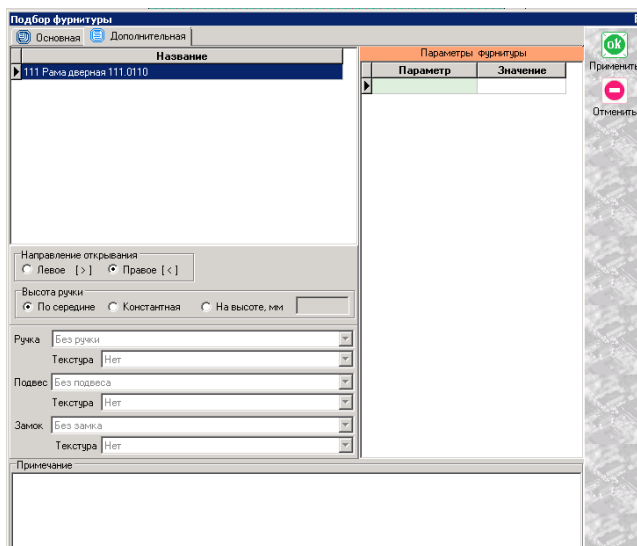 Подбор фурнитуры
Основная Дополнительная
Название
111 Рама дверная 111.0110
Параметры фурнитуры
Параметр Значение
ok
Применить
Отменить
Направление открывания
Левое [>] Правое [<]
Высота ручки
По середине Константная На высоте, мм
Ручка Без ручки
Текстура Нет
Подвес Без подвеса
Текстура Нет
Замок Без замка
Текстура Нет
Примечание